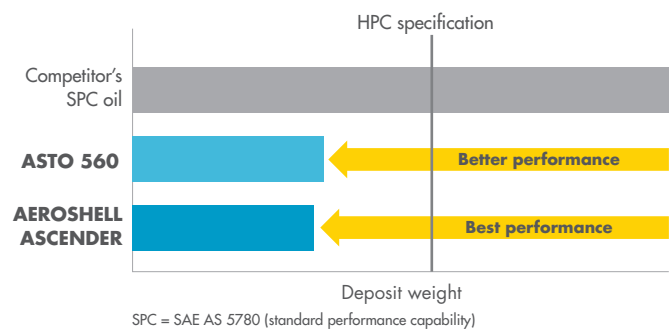 HPC specification
Competitor's
SPC oil
ASTO 560
Better performance
AEROSHELL
ASCENDER
Best performance
Deposit weight
SPC = SAE AS 5780 (standard performance capability)